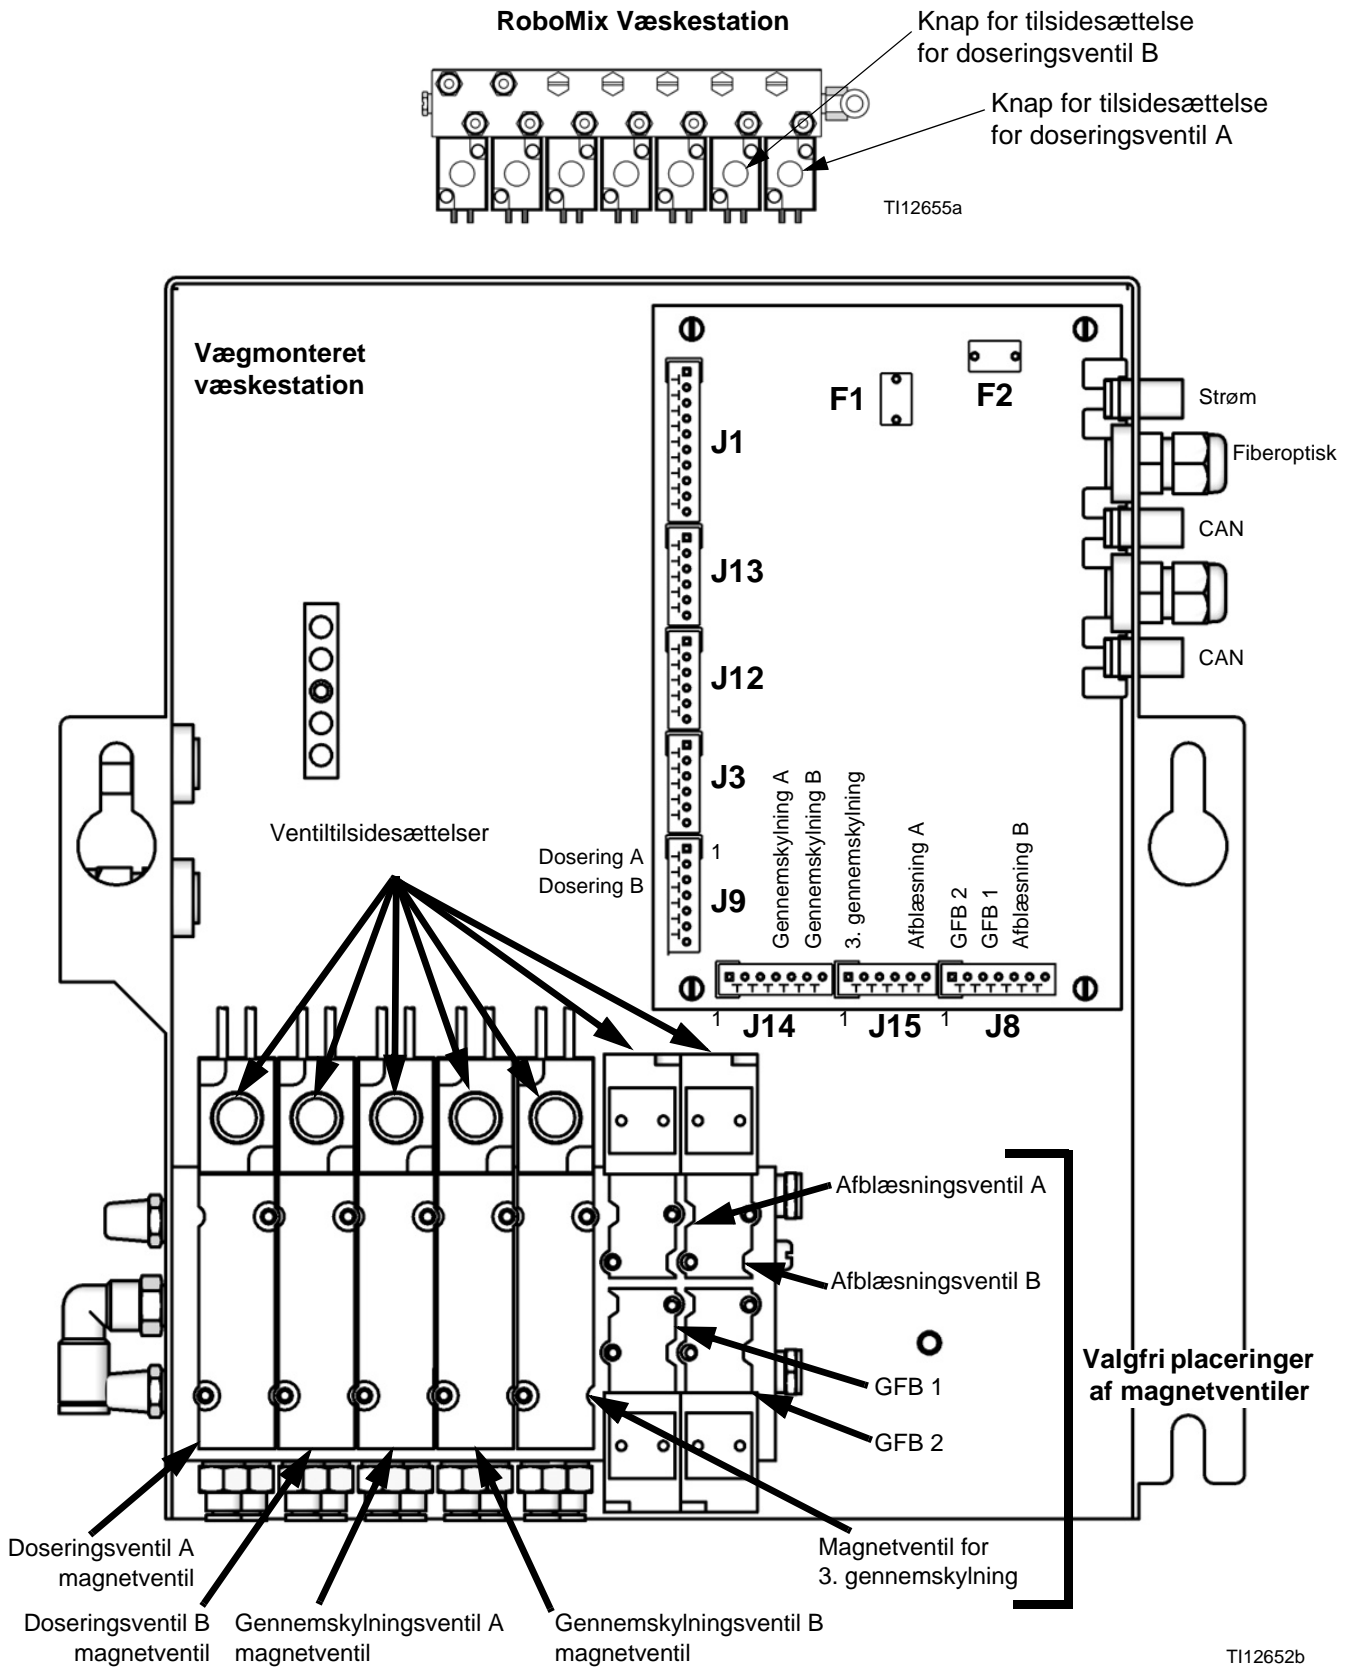 RoboMix Væskestation
Knap for tilsidesættelse
for doseringsventil B
Knap for tilsidesættelse
for doseringsventil A
TI12655a
Vægmonteret
væskestation
F1
F2
Strøm
J1
Fiberoptisk
CAN
J13
CAN
J12
J3
Gennemskylning A
Gennemskylning B
3. gennemskylning
Afblæsning A
GFB 2
GFB 1
Afblæsning B
Ventiltilsidesættelser
Dosering A
Dosering B
1
J9
1
J14
1
J15
1
J8
Afblæsningsventil A
Afblæsningsventil B
GFB 1
GFB 2
Valgfri placeringer
af magnetventiler
Doseringsventil A
magnetventil
Magnetventil for
3. gennemskylning
Doseringsventil B
magnetventil
Gennemskylningsventil A
magnetventil
Gennemskylningsventil B
magnetventil
TI12652b